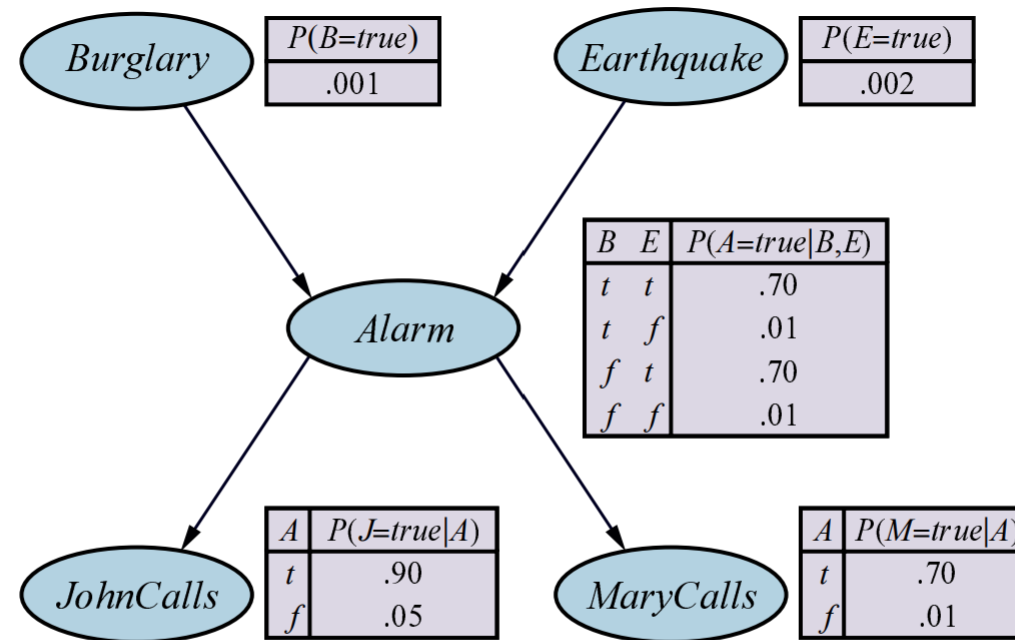 Burglary
P(B=true)
.001
Earthquake
P(E=true)
.002
B E P(A=true|B,E)
t t .70
t f .01
f t .70
f f .01
Alarm
JohnCalls
A P(J=true|A)
t .90
f .05
MaryCalls
A P(M=true|A)
t .70
f .01